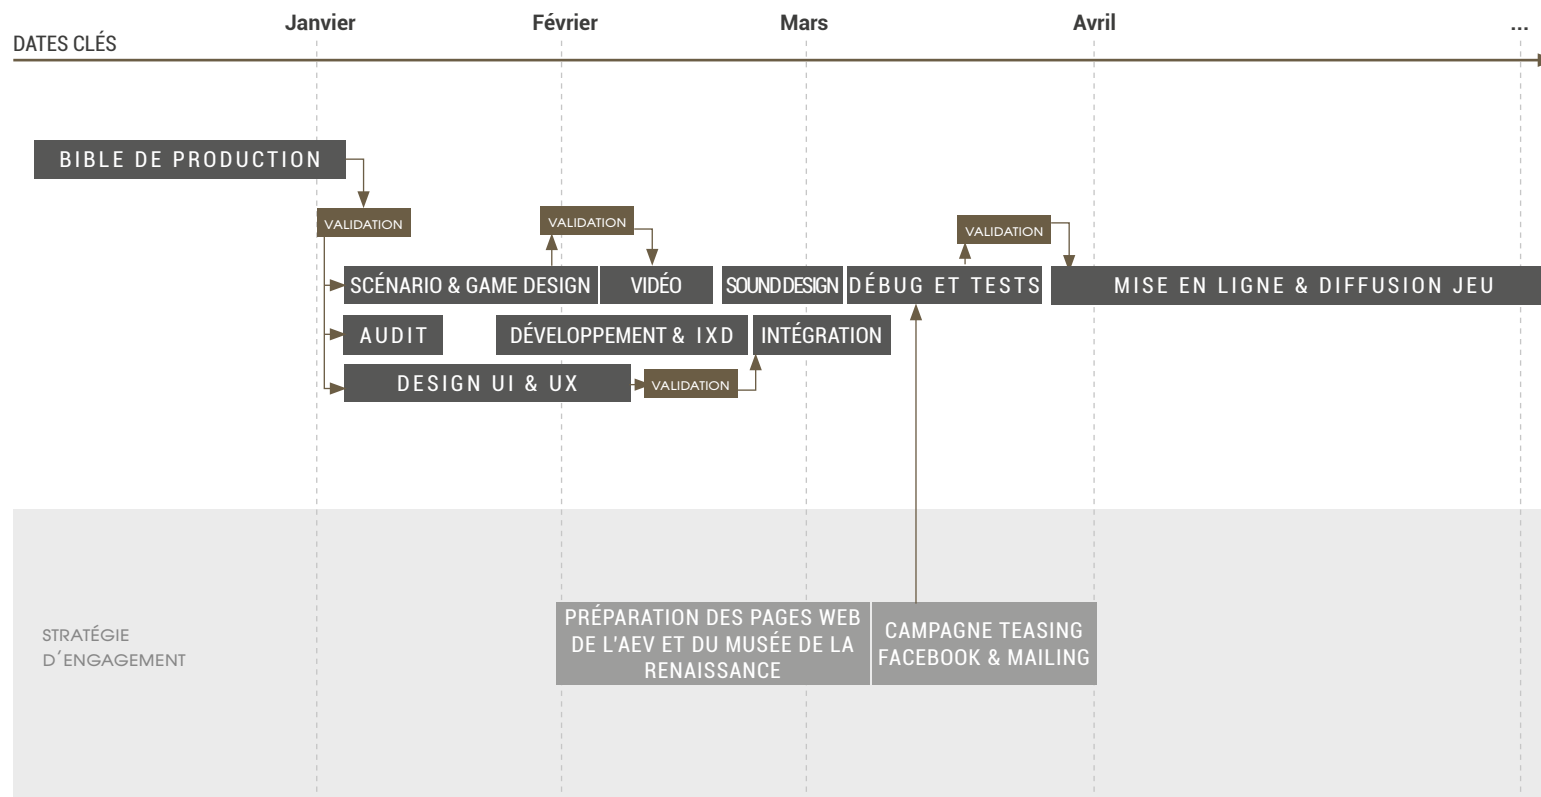 Janvier
Février
Mars
Avril
...
DATES CLÉS
BIBLE DE PRODUCTION
VALIDATION
VALIDATION
VALIDATION
SCÉNARIO & GAME DESIGN
VIDÉO
SOUND DESIGN
DÉBUG ET TESTS
MISE EN LIGNE & DIFFUSION JEU
AUDIT
DÉVELOPPEMENT & IXD
INTÉGRATION
DESIGN UI & UX
VALIDATION
STRATÉGIE
D'ENGAGEMENT
PRÉPARATION DES PAGES WEB
DE L'AEV ET DU MUSÉE DE LA
RENAISSANCE
CAMPAGNE TEASING
FACEBOOK & MAILING